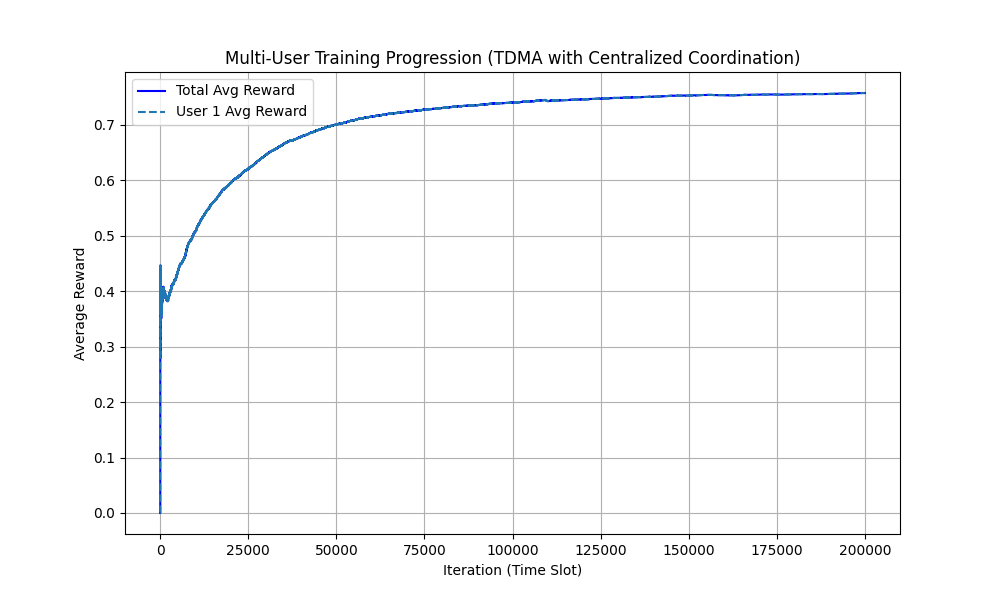 Multi-User Training Progression (TDMA with Centralized Coordination)
Total Avg Reward
User 1 Avg Reward
0.7
0.6
0.5
0.4
0.3
0.2
0.1
0.0
Average Reward
0 25000 50000 75000 100000 125000 150000 175000 200000
Iteration (Time Slot)